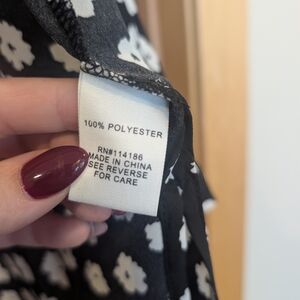 100% POLYESTER
RN#114186
MADE IN CHINA
SEE REVERSE
FOR CARE